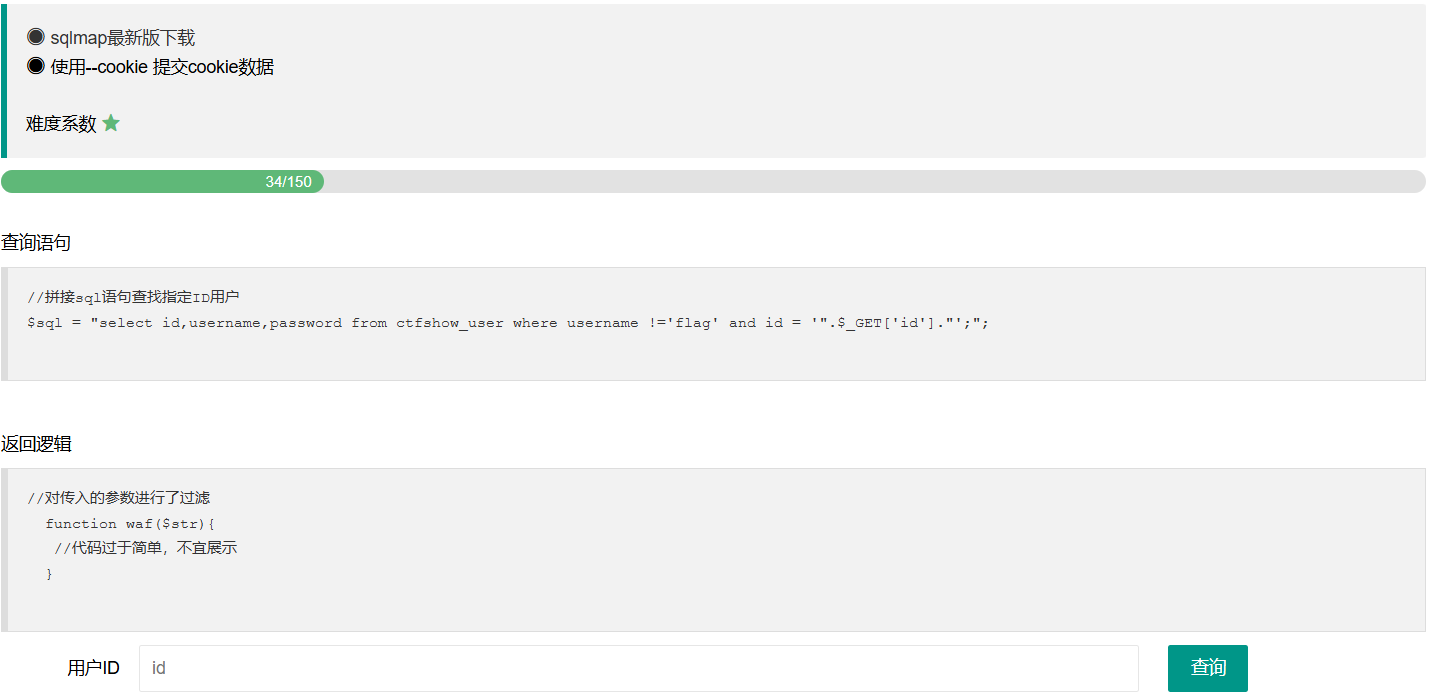 sqlmap最新版下载
使用--cookie 提交cookie数据
难度系数
34/150
查询语句
//拼接sql语句查找指定ID用户
$sql = "select id,username,password from ctfshow_user where username !='flag' and id = '".$_GET['id']."';";
返回逻辑
//对传入的参数进行了过滤
function waf($str){
//代码过于简单，不宜展示
}
用户ID id 查询